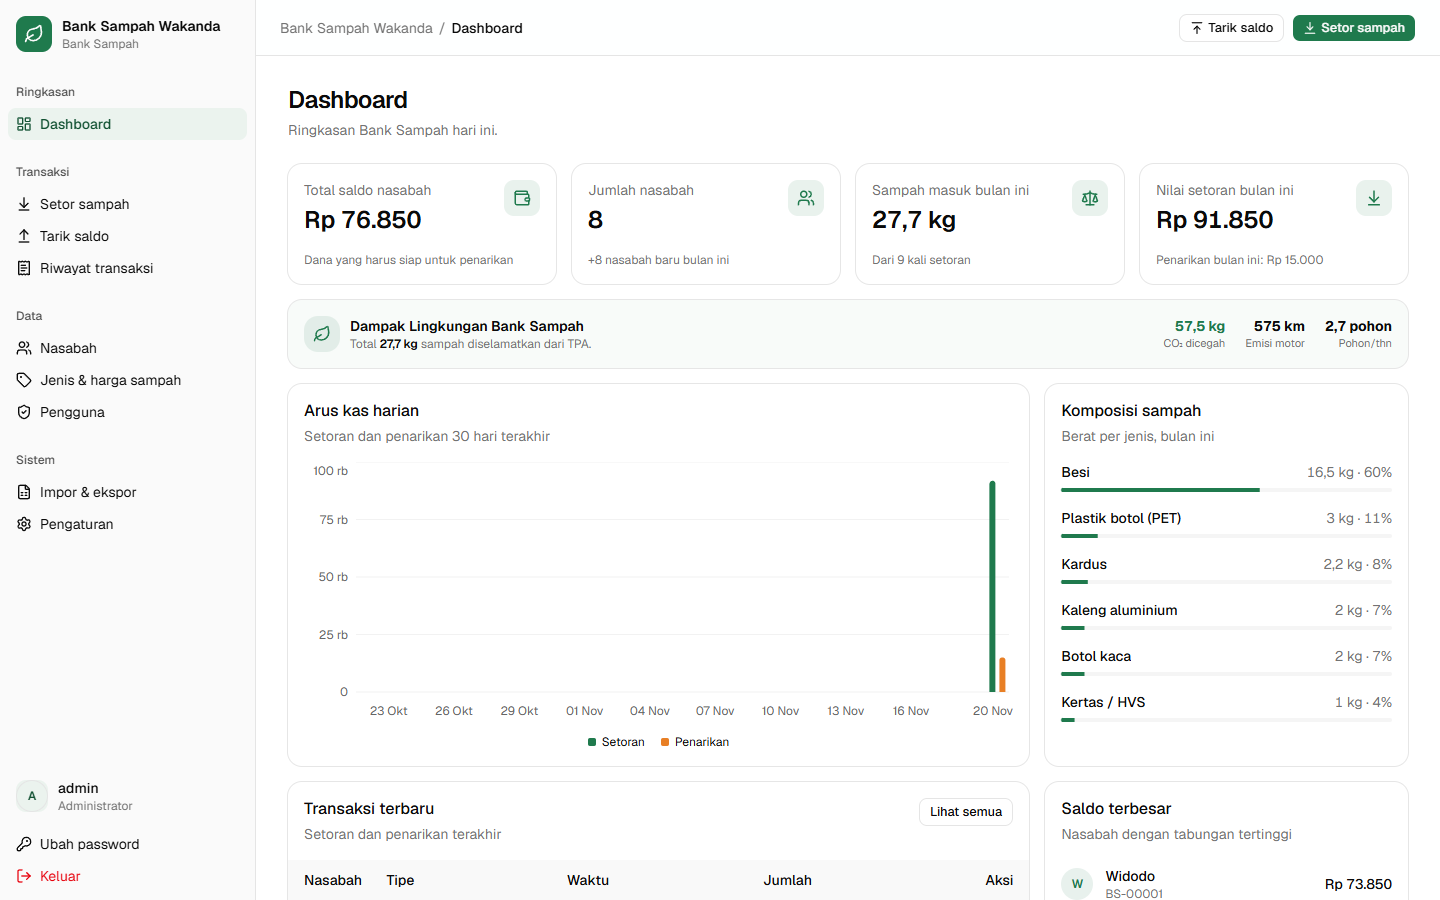 Bank Sampah Wakanda
Bank Sampah
Ringkasan
Dashboard
Transaksi
Setor sampah
Tarik saldo
Riwayat transaksi
Data
Nasabah
Jenis & harga sampah
Pengguna
Sistem
Impor & ekspor
Pengaturan
A
admin
Administrator
Ubah password
Keluar
Bank Sampah Wakanda / Dashboard
Tarik saldo
Setor sampah
Dashboard
Ringkasan Bank Sampah hari ini.
Total saldo nasabah
Rp 76.850
Dana yang harus siap untuk penarikan
Jumlah nasabah
8
+8 nasabah baru bulan ini
Sampah masuk bulan ini
27,7 kg
Dari 9 kali setoran
Nilai setoran bulan ini
Rp 91.850
Penarikan bulan ini: Rp 15.000
Dampak Lingkungan Bank Sampah
Total 27,7 kg sampah diselamatkan dari TPA.
57,5 kg
CO₂ dicegah
575 km
Emisi motor
2,7 pohon
Pohon/thn
Arus kas harian
Setoran dan penarikan 30 hari terakhir
100 rb
75 rb
50 rb
25 rb
0
23 Okt 26 Okt 29 Okt 01 Nov 04 Nov 07 Nov 10 Nov 13 Nov 16 Nov 20 Nov
Setoran Penarikan
Komposisi sampah
Berat per jenis, bulan ini
Besi 16,5 kg · 60%
Plastik botol (PET) 3 kg · 11%
Kardus 2,2 kg · 8%
Kaleng aluminium 2 kg · 7%
Botol kaca 2 kg · 7%
Kertas / HVS 1 kg · 4%
Transaksi terbaru
Setoran dan penarikan terakhir
Lihat semua
Nasabah Tipe Waktu Jumlah Aksi
Saldo terbesar
Nasabah dengan tabungan tertinggi
W
Widodo
BS-00001
Rp 73.850